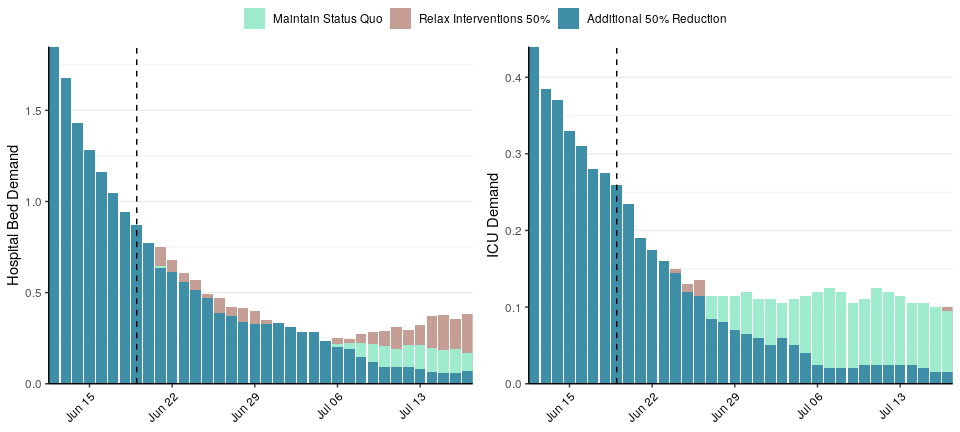 Maintain Status Quo Relax Interventions 50% Additional 50% Reduction
Hospital Bed Demand
1.5
1.0
0.5
0.0
Jun 15 Jun 22 Jun 29 Jul 06 Jul 13
ICU Demand
0.4
0.3
0.2
0.1
0.0
Jun 15 Jun 22 Jun 29 Jul 06 Jul 13